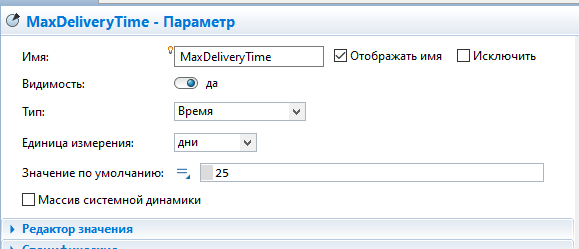 MaxDeliveryTime - Параметр
Имя: MaxDeliveryTime Отображать имя Исключить
Видимость: да
Тип: Время
Единица измерения: дни
Значение по умолчанию: 25
Массив системной динамики
Редактор значения